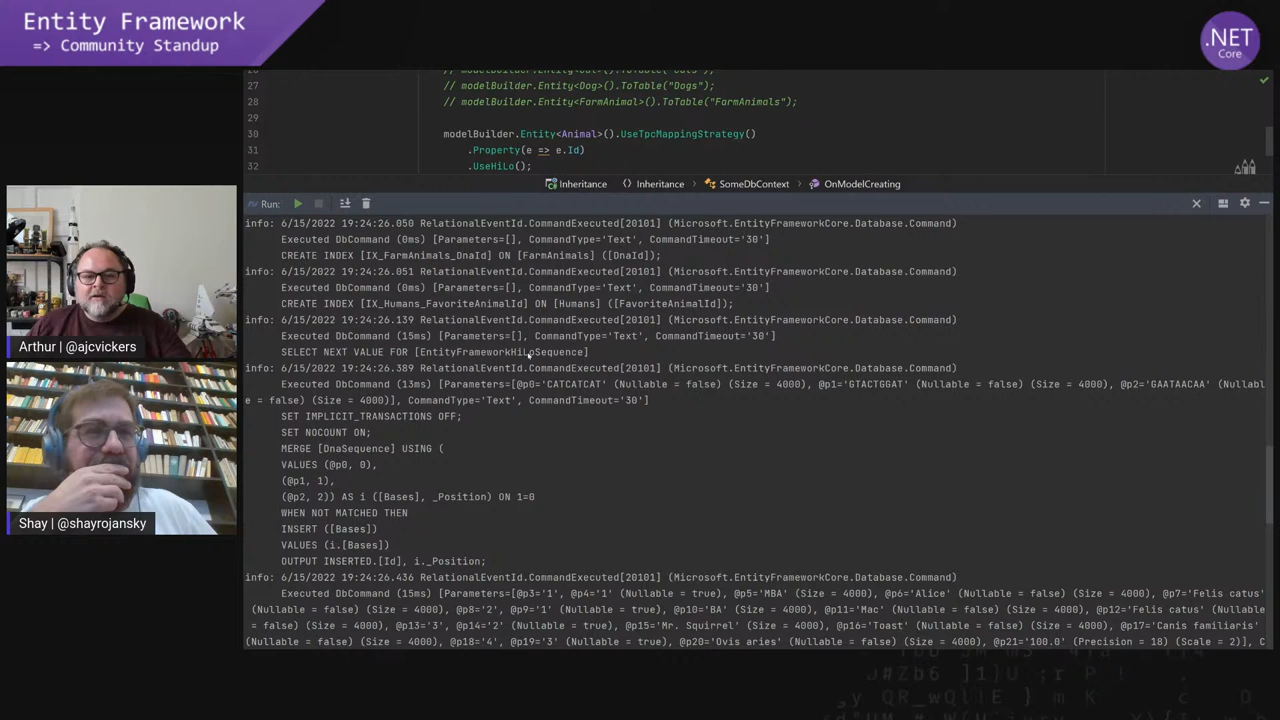 Entity Framework
=> Community Standup
.NET
Core
27 // modelBuilder.Entity<Dog>().ToTable("Dogs");
28 // modelBuilder.Entity<FarmAnimal>().ToTable("FarmAnimals");
29
30 modelBuilder.Entity<Animal>().UseTpcMappingStrategy()
31 .Property(e => e.Id)
32 .UseHiLo();
Inheritance Inheritance SomeDbContext OnModelCreating
Run:
info: 6/15/2022 19:24:26.050 RelationalEventId.CommandExecuted[20101] (Microsoft.EntityFrameworkCore.Database.Command)
Executed DbCommand (0ms) [Parameters=[], CommandType='Text', CommandTimeout='30']
CREATE INDEX [IX_FarmAnimals_DnaId] ON [FarmAnimals] ([DnaId]);
info: 6/15/2022 19:24:26.051 RelationalEventId.CommandExecuted[20101] (Microsoft.EntityFrameworkCore.Database.Command)
Executed DbCommand (0ms) [Parameters=[], CommandType='Text', CommandTimeout='30']
CREATE INDEX [IX_Humans_FavoriteAnimalId] ON [Humans] ([FavoriteAnimalId]);
info: 6/15/2022 19:24:26.139 RelationalEventId.CommandExecuted[20101] (Microsoft.EntityFrameworkCore.Database.Command)
Executed DbCommand (15ms) [Parameters=[], CommandType='Text', CommandTimeout='30']
SELECT NEXT VALUE FOR [EntityFrameworkHiLoSequence]
info: 6/15/2022 19:24:26.389 RelationalEventId.CommandExecuted[20101] (Microsoft.EntityFrameworkCore.Database.Command)
Executed DbCommand (13ms) [Parameters=[@p0='CATCATCAT' (Nullable = false) (Size = 4000), @p1='GTACTGGAT' (Nullable = false) (Size = 4000), @p2='GAATAACAA' (Nullabl
e = false) (Size = 4000)], CommandType='Text', CommandTimeout='30']
SET IMPLICIT_TRANSACTIONS OFF;
SET NOCOUNT ON;
MERGE [DnaSequence] USING (
VALUES (@p0, 0),
(@p1, 1),
(@p2, 2)) AS i ([Bases], _Position) ON 1=0
WHEN NOT MATCHED THEN
INSERT ([Bases])
VALUES (i.[Bases])
OUTPUT INSERTED.[Id], i._Position;
info: 6/15/2022 19:24:26.436 RelationalEventId.CommandExecuted[20101] (Microsoft.EntityFrameworkCore.Database.Command)
Executed DbCommand (15ms) [Parameters=[@p3='1', @p4='1' (Nullable = true), @p5='MBA' (Size = 4000), @p6='Alice' (Nullable = false) (Size = 4000), @p7='Felis catus'
(Nullable = false) (Size = 4000), @p8='2', @p9='1' (Nullable = true), @p10='BA' (Size = 4000), @p11='Mac' (Nullable = false) (Size = 4000), @p12='Felis catus'
(Nullable = false) (Size = 4000), @p13='3', @p14='2' (Nullable = true), @p15='Mr. Squirrel' (Size = 4000), @p16='Toast' (Nullable = false) (Size = 4000), @p17='Canis familiaris'
(Nullable = false) (Size = 4000), @p18='4', @p19='3' (Nullable = true), @p20='Ovis aries' (Nullable = false) (Size = 4000), @p21='100.0' (Precision = 18) (Scale = 2)], C
Arthur | @ajcvickers
Shay | @shayrojansky